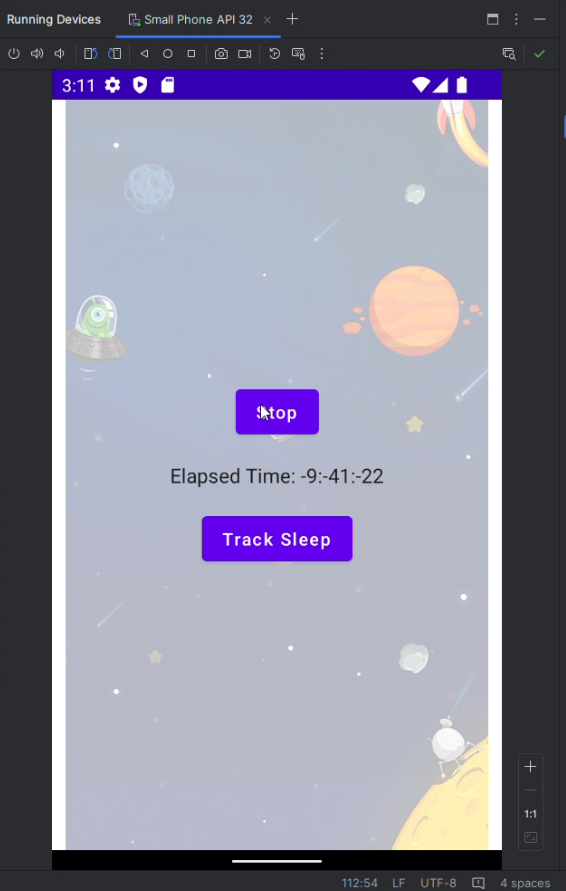 Running Devices Small Phone API 32
3:11
Stop
Elapsed Time: -9:-41:-22
Track Sleep
1:1
112:54 LF UTF-8 4 spaces